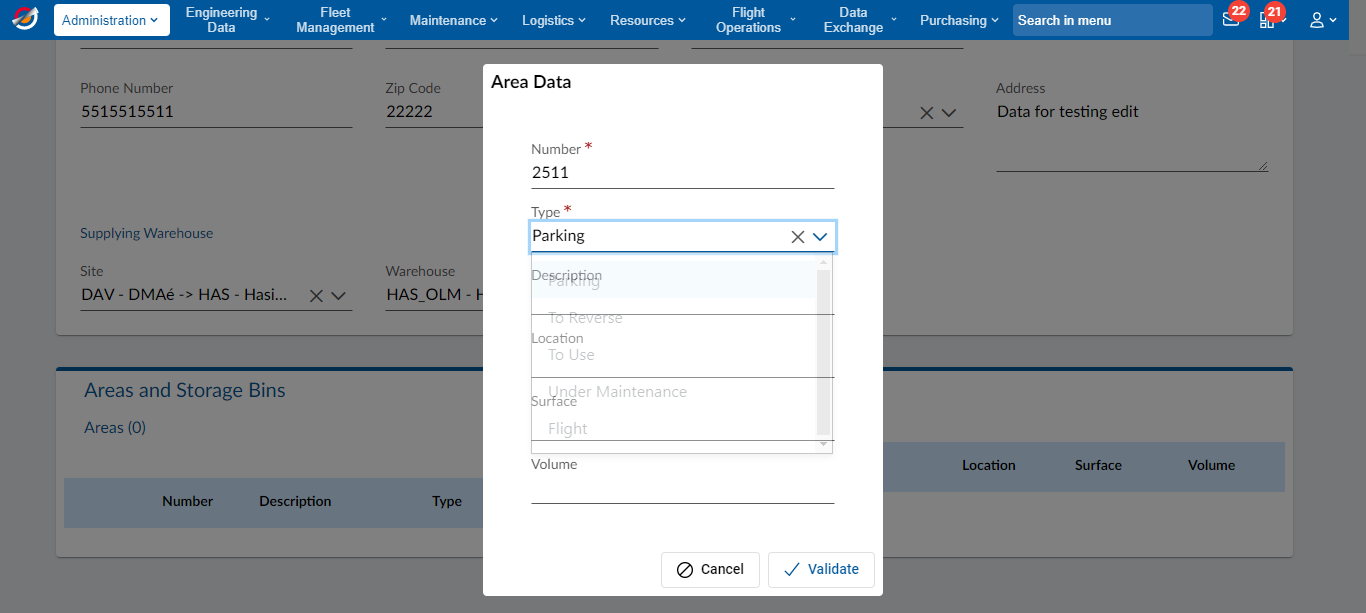 Administration
Engineering
Data
Fleet
Management
Maintenance
Logistics
Resources
Flight
Operations
Data
Exchange
Purchasing
Search in menu
22
21
Phone Number
5515515511
Zip Code
22222
Address
Data for testing edit
Supplying Warehouse
Site
DAV - DMAé -> HAS - Hasi...
Warehouse
HAS_OLM - H
Areas and Storage Bins
Areas (0)
Number Description Type Location Surface Volume
Area Data
Number *
2511
Type *
Parking
Description
Parking
To Reverse
Location
To Use
Under Maintenance
Surface
Flight
Volume
Cancel
Validate